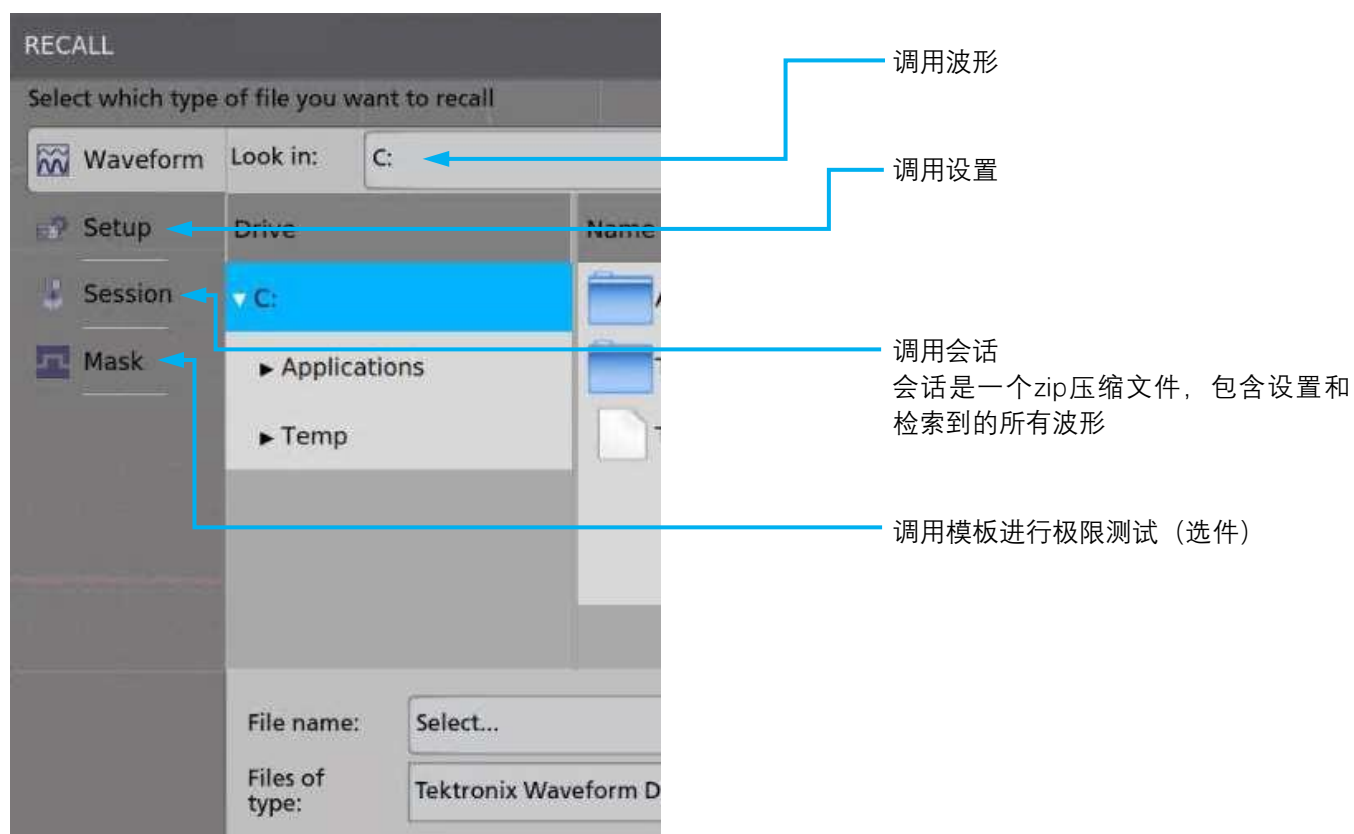 RECALL
Select which type of file you want to recall
Waveform
Look in:
C:
Setup
Drive
Name
Session
C:
Mask
Applications
Temp
File name:
Select...
Files of
type:
Tektronix Waveform D
调用波形
调用设置
调用会话
会话是一个zip压缩文件，包含设置和
检索到的所有波形
调用模板进行极限测试（选件）